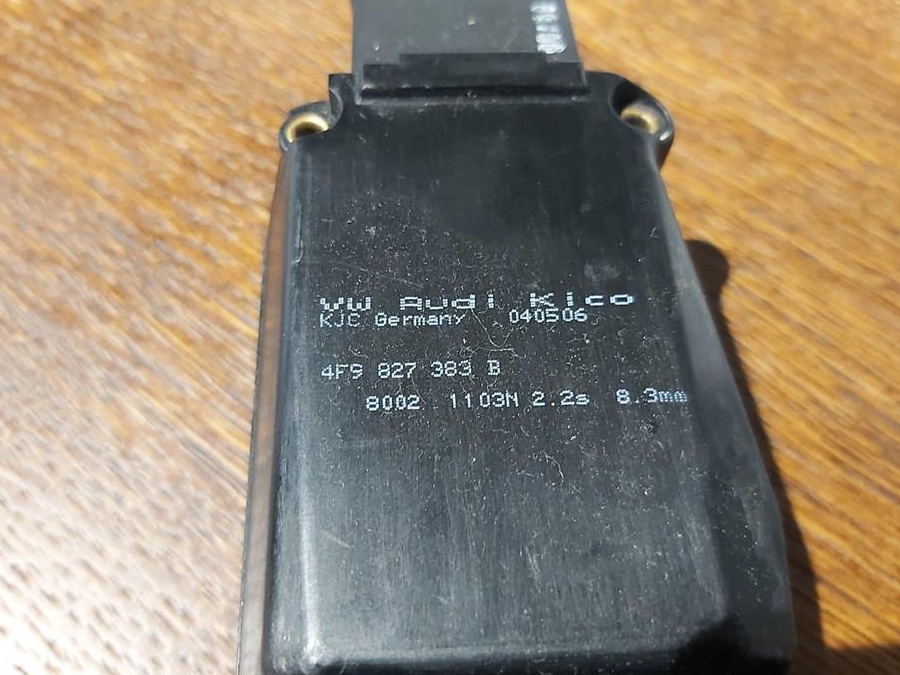 VW Audi Kico
KJC Germany 040506
4F9 827 383 B
8002 1103N 2.2s 8.3mm